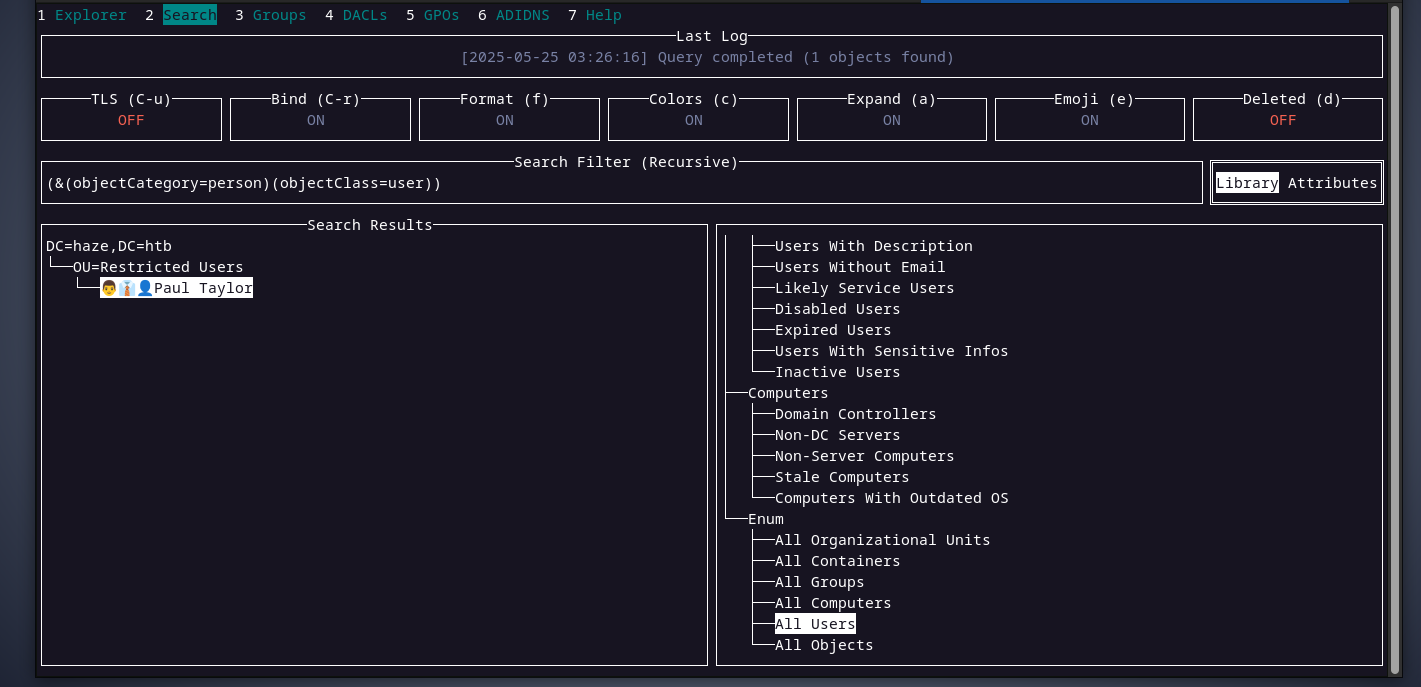 1 Explorer 2 Search 3 Groups 4 DACLs 5 GPOs 6 ADIDNS 7 Help
Last Log
[2025-05-25 03:26:16] Query completed (1 objects found)
TLS (C-u) Bind (C-r) Format (f) Colors (c) Expand (a) Emoji (e) Deleted (d)
OFF ON ON ON ON ON OFF
Search Filter (Recursive)
(&(objectCategory=person)(objectClass=user)) Library Attributes
Search Results
DC=haze,DC=htb
OU=Restricted Users
👨👔👤Paul Taylor
Users With Description
Users Without Email
Likely Service Users
Disabled Users
Expired Users
Users With Sensitive Infos
Inactive Users
Computers
Domain Controllers
Non-DC Servers
Non-Server Computers
Stale Computers
Computers With Outdated OS
Enum
All Organizational Units
All Containers
All Groups
All Computers
All Users
All Objects